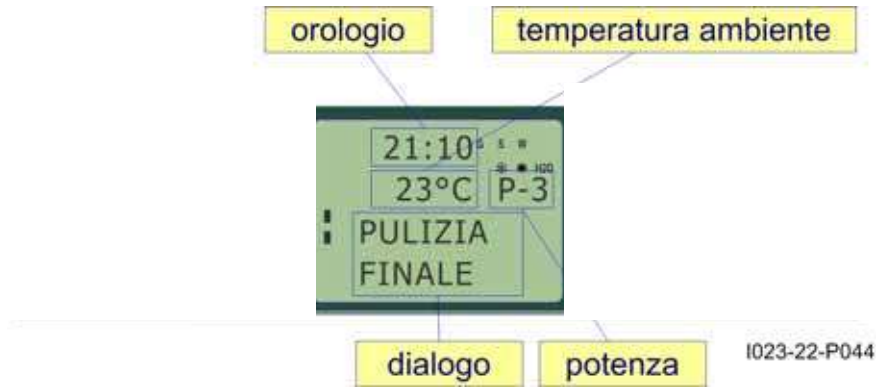 orologio temperatura ambiente
21:10
23°C P-3
PULIZIA
FINALE
dialogo potenza I023-22-P044